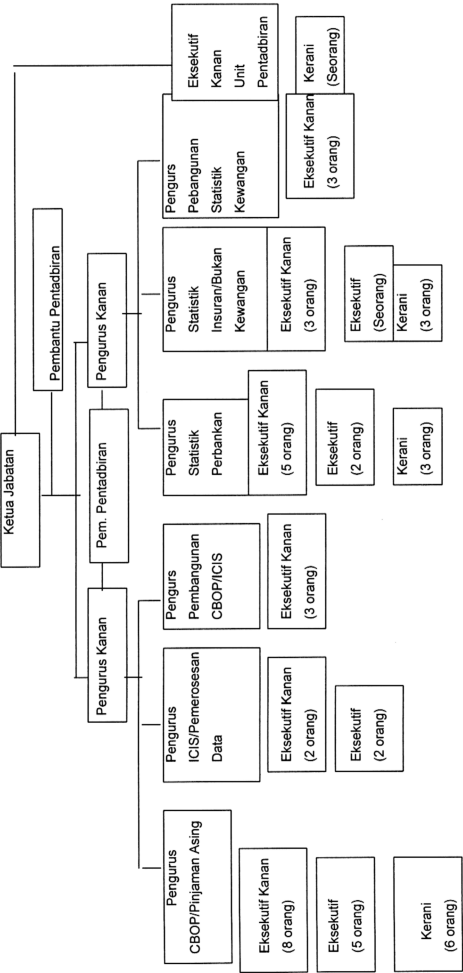 Ketua Jabatan
Pembantu Pentadbiran
Pengurus Kanan
Pem. Pentadbiran
Pengurus Kanan
Pengurus
CBOP/Pinjaman Asing
Eksekutif Kanan
(8 orang)
Eksekutif
(5 orang)
Kerani
(6 orang)
Pengurus
ICIS/Pemerosesan
Data
Eksekutif Kanan
(2 orang)
Eksekutif
(2 orang)
Pengurs
Pembangunan
CBOP/ICIS
Eksekutif Kanan
(3 orang)
Pengurus
Statistik
Perbankan
Eksekutif Kanan
(5 orang)
Eksekutif
(2 orang)
Kerani
(3 orang)
Pengurus
Statistik
Insuran/Bukan
Kewangan
Eksekutif Kanan
(3 orang)
Eksekutif
(Seorang)
Kerani
(3 orang)
Pengurs
Pebangunan
Statistik
Kewangan
Eksekutif Kanan
(3 orang)
Eksekutif
Kanan
Unit
Pentadbiran
Kerani
(Seorang)